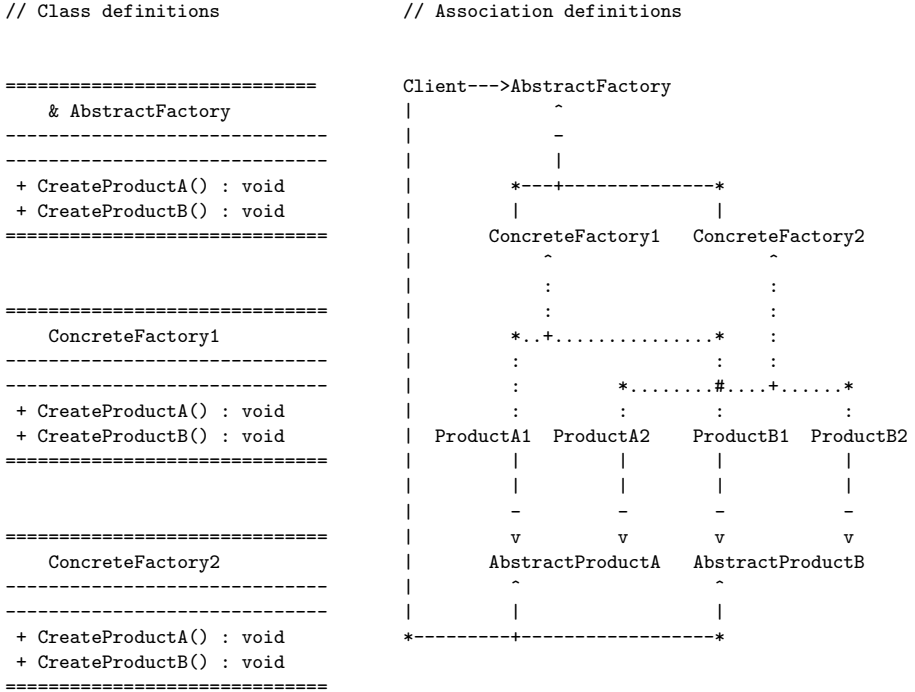 // Class definitions
==============================
    & AbstractFactory
------------------------------
------------------------------
 + CreateProductA() : void
 + CreateProductB() : void
==============================
==============================
    ConcreteFactory1
------------------------------
------------------------------
 + CreateProductA() : void
 + CreateProductB() : void
==============================
==============================
    ConcreteFactory2
------------------------------
------------------------------
 + CreateProductA() : void
 + CreateProductB() : void
==============================
// Association definitions
Client--->AbstractFactory
|             ^
|             -
|             |
|         *---+--------------*
|         |                  |
|       ConcreteFactory1   ConcreteFactory2
|            ^                    ^
|            :                    :
|            :                    :
|         *..+...............*    :
|         :                  :    :
|         :         *........#....+......*
|         :         :        :           :
|  ProductA1  ProductA2    ProductB1  ProductB2
|         |         |        |           |
|         |         |        |           |
|         -         -        -           -
|         v         v        v           v
|       AbstractProductA   AbstractProductB
|         ^                  ^
|         |                  |
*---------+------------------*